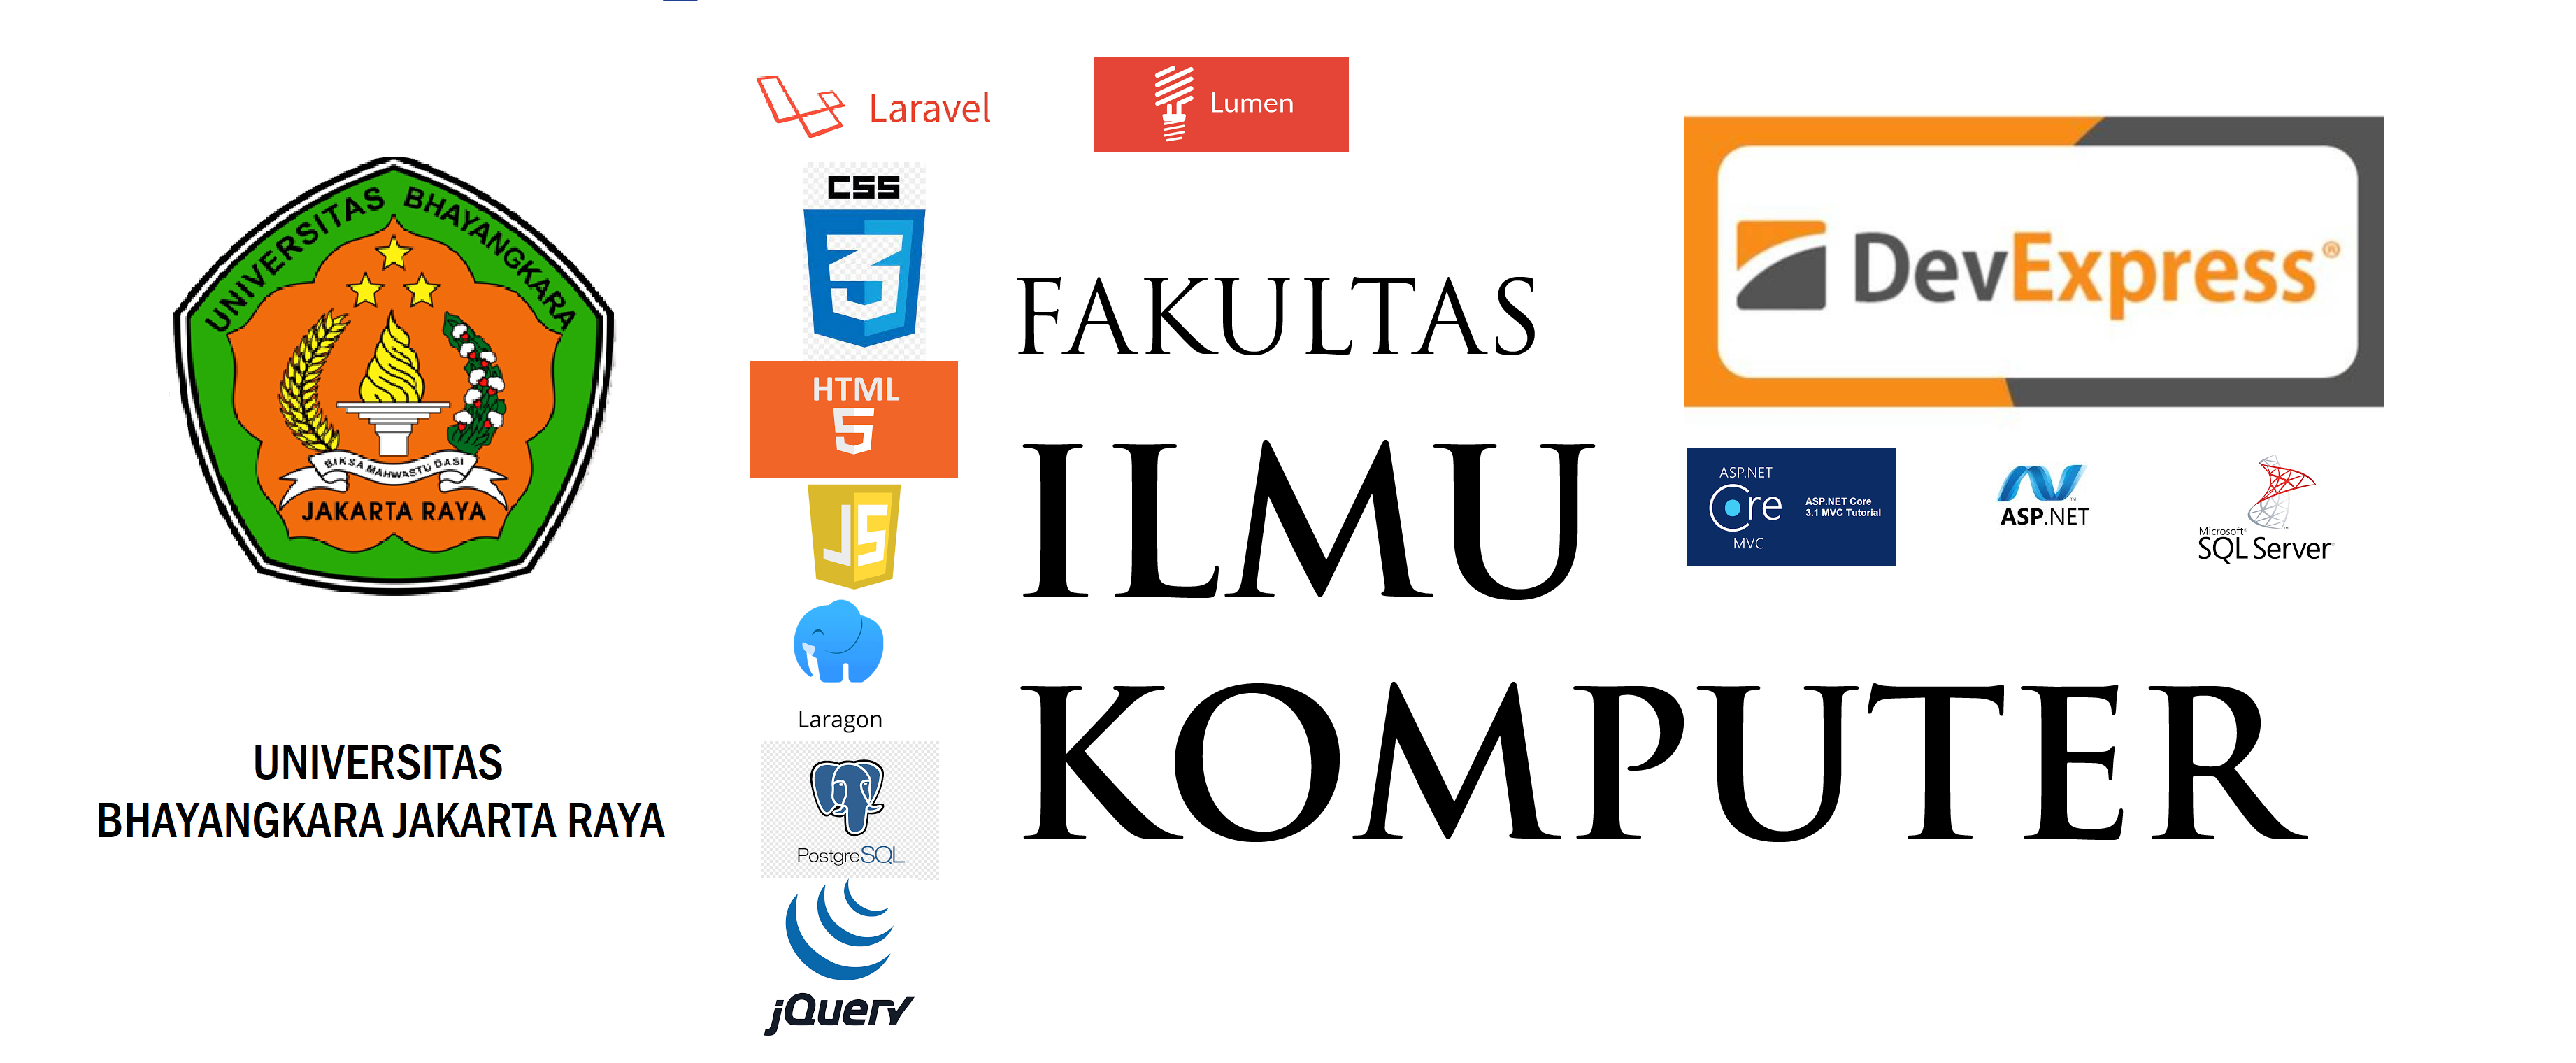 UNIVERSITAS BHAYANGKARA
BIKSA MAHWASTU DASI
JAKARTA RAYA
UNIVERSITAS
BHAYANGKARA JAKARTA RAYA
Laravel
Lumen
CSS
3
HTML
5
JS
Laragon
PostgreSQL
jQuery
FAKULTAS
ILMU
KOMPUTER
DevExpress®
ASP.NET
Core
MVC
ASP.NET Core
3.1 MVC Tutorial
ASP.NET™
Microsoft®
SQL Server®